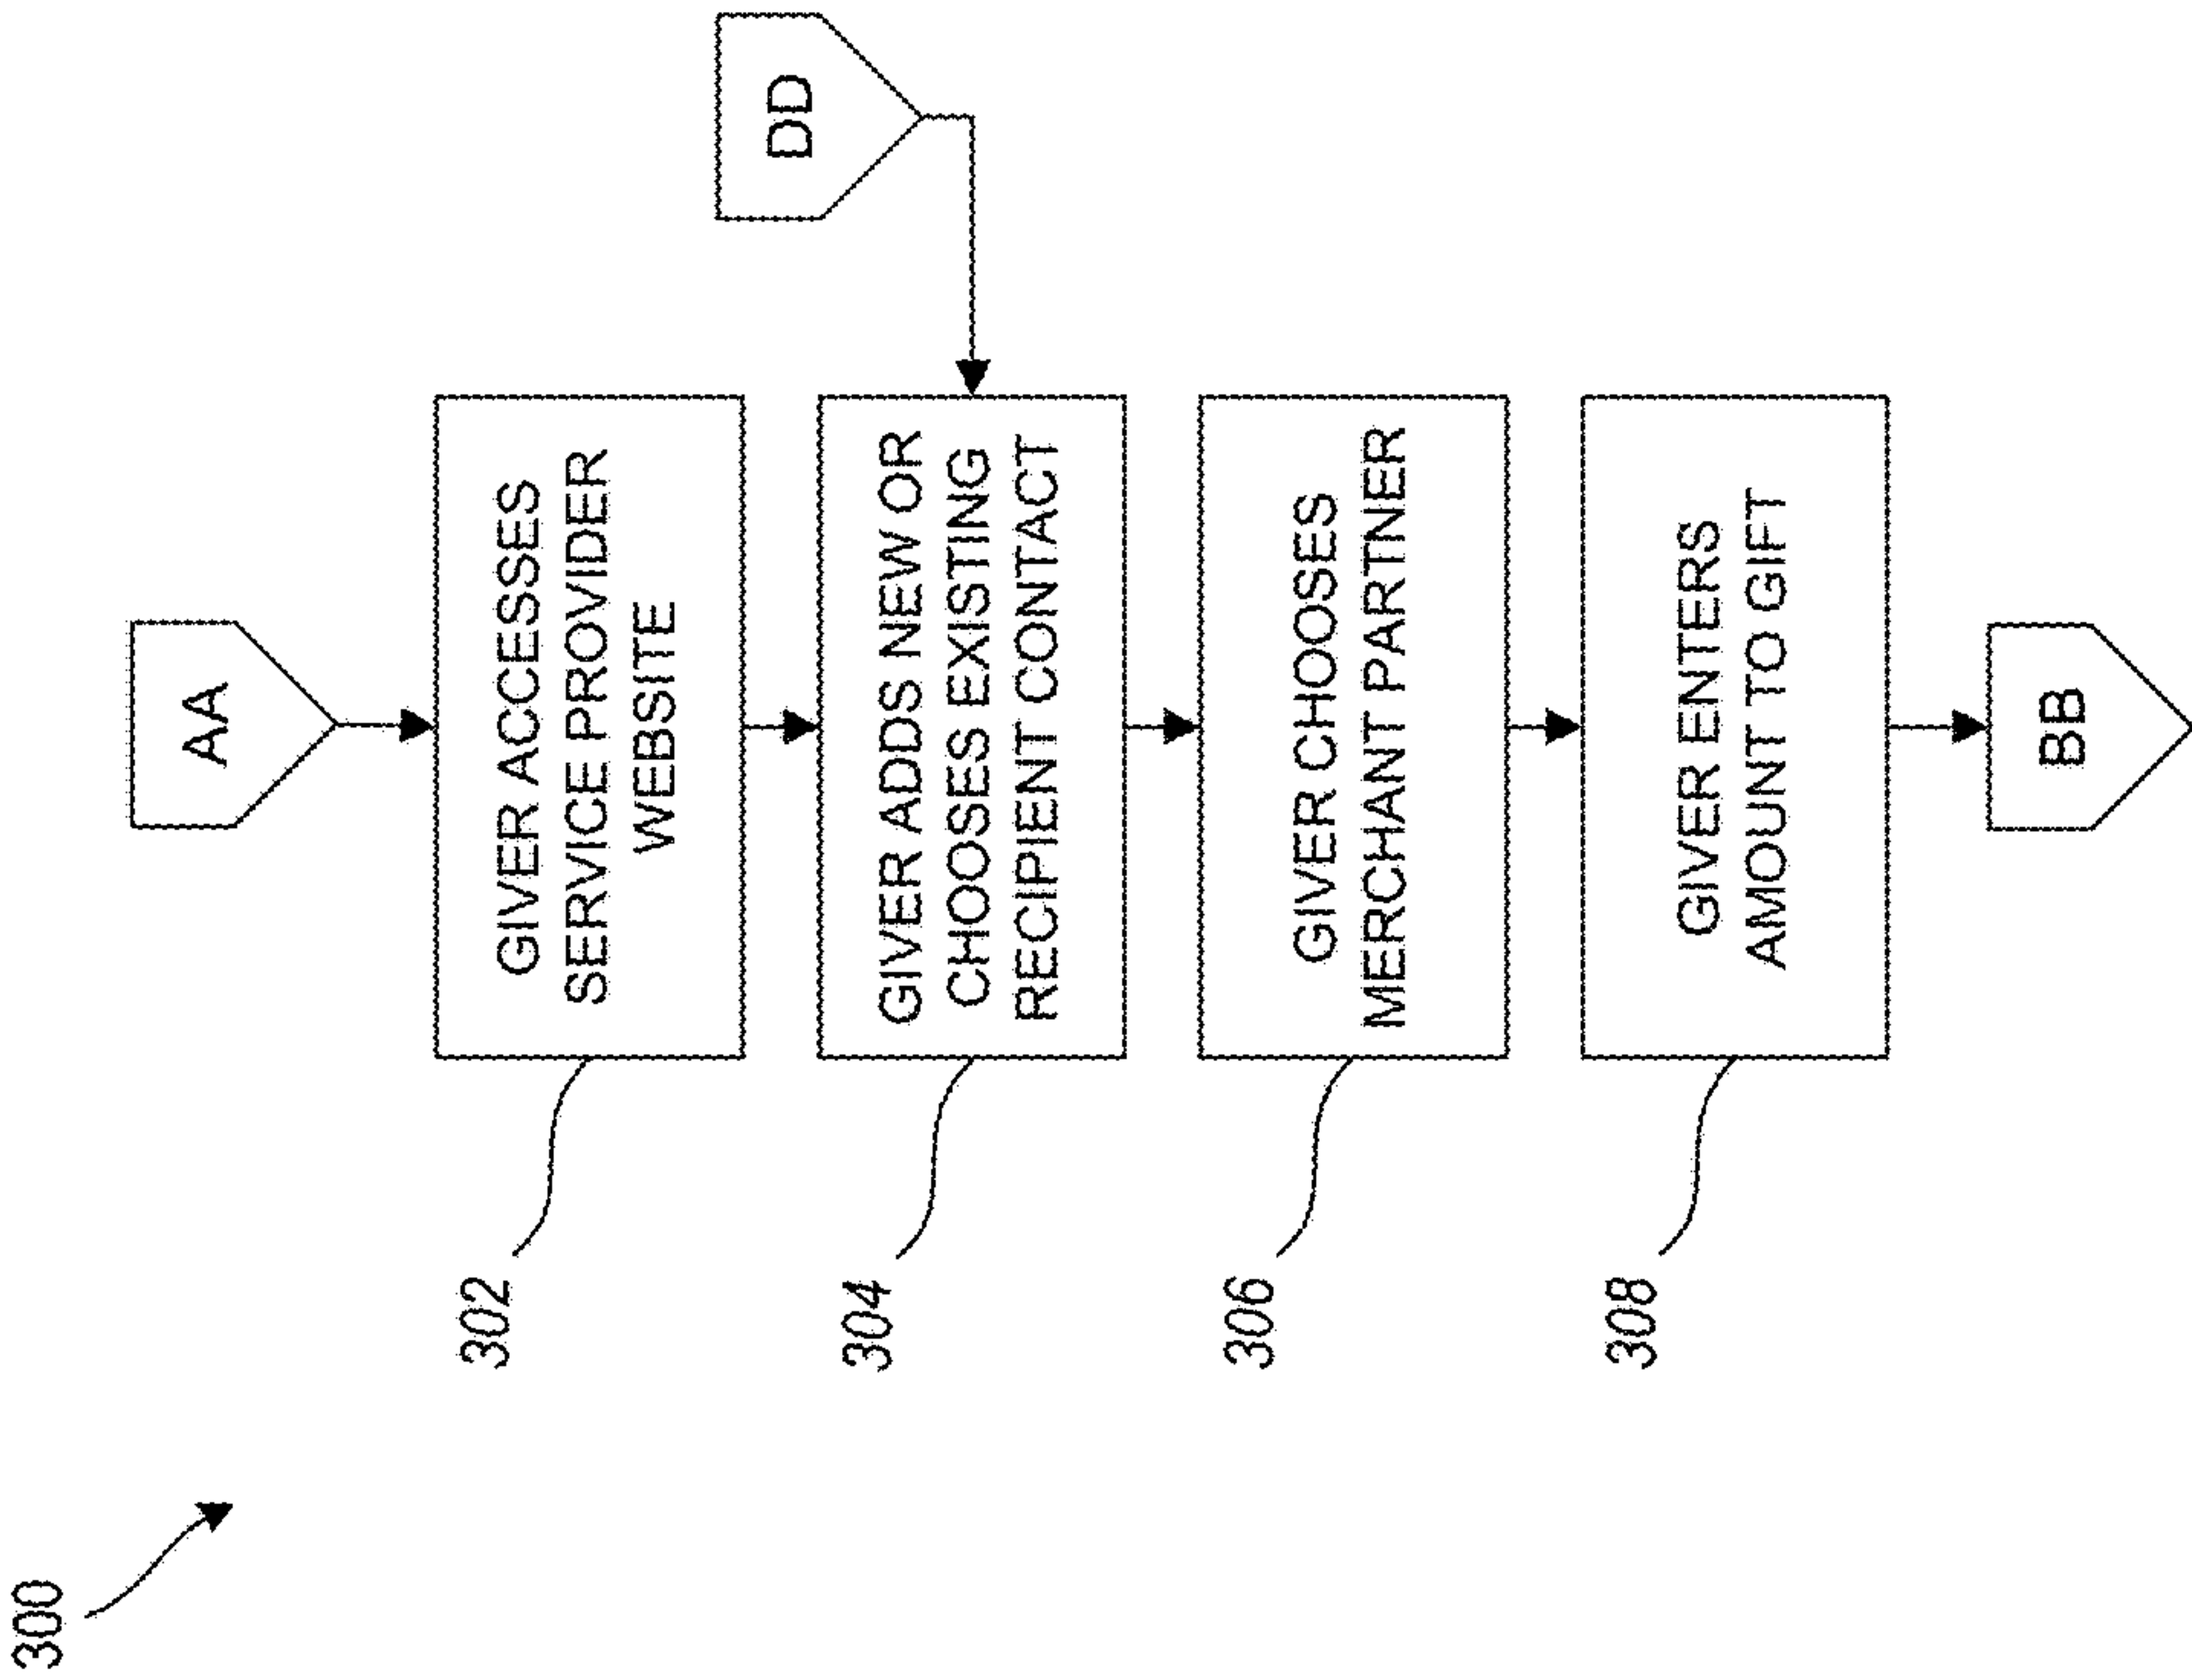 300
AA
302
GIVER ACCESSES
SERVICE PROVIDER
WEBSITE
DD
304
GIVER ADDS NEW OR
CHOOSES EXISTING
RECIPIENT CONTACT
306
GIVER CHOOSES
MERCHANT PARTNER
308
GIVER ENTERS
AMOUNT TO GIFT
BB